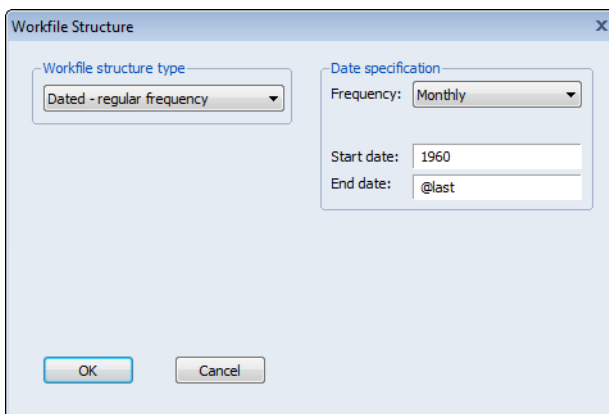 Workfile Structure
x
Workfile structure type
Dated - regular frequency
Date specification
Frequency: Monthly
Start date: 1960
End date: @last
OK
Cancel